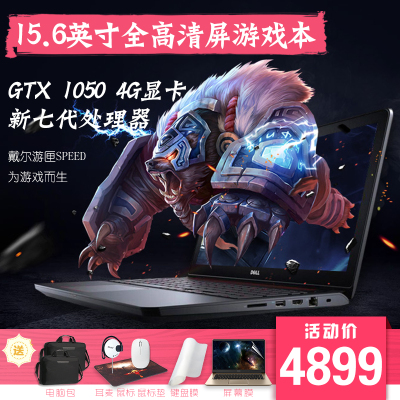 15.6英寸全高清屏游戏本
GTX 1050 4G显卡
新七代处理器
戴尔游匣SPEED
为游戏而生
DELL
送
电脑包
耳麦
鼠标
鼠标垫
键盘膜
屏幕膜
活动价
4899